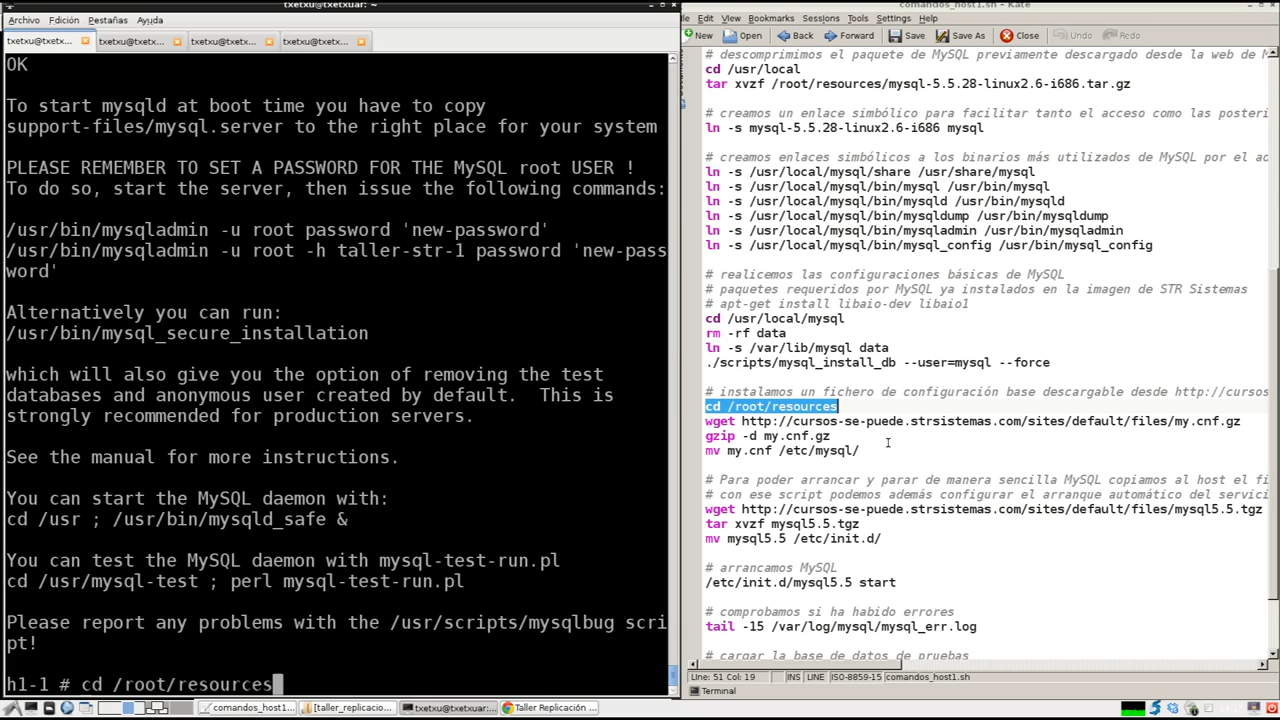 txetxu@txetxuar: ~
Archivo Edición Pestañas Ayuda
txetxu@txetx... txetxu@txetx... txetxu@txetx... txetxu@txetx...
OK
To start mysqld at boot time you have to copy
support-files/mysql.server to the right place for your system
PLEASE REMEMBER TO SET A PASSWORD FOR THE MySQL root USER !
To do so, start the server, then issue the following commands:
/usr/bin/mysqladmin -u root password 'new-password'
/usr/bin/mysqladmin -u root -h taller-str-1 password 'new-pass
word'
Alternatively you can run:
/usr/bin/mysql_secure_installation
which will also give you the option of removing the test
databases and anonymous user created by default.  This is
strongly recommended for production servers.
See the manual for more instructions.
You can start the MySQL daemon with:
cd /usr ; /usr/bin/mysqld_safe &
You can test the MySQL daemon with mysql-test-run.pl
cd /usr/mysql-test ; perl mysql-test-run.pl
Please report any problems with the /usr/scripts/mysqlbug scri
pt!
h1-1 # cd /root/resources
comandos_host1.sh - Kate
Edit View Bookmarks Sessions Tools Settings Help
New Open Back Forward Save Save As Close Undo Redo
# descomprimimos el paquete de MySQL previamente descargado desde la web de M
cd /usr/local
tar xvzf /root/resources/mysql-5.5.28-linux2.6-i686.tar.gz
# creamos un enlace simbólico para facilitar tanto el acceso como las posteri
ln -s mysql-5.5.28-linux2.6-i686 mysql
# creamos enlaces simbólicos a los binarios más utilizados de MySQL por el ad
ln -s /usr/local/mysql/share /usr/share/mysql
ln -s /usr/local/mysql/bin/mysql /usr/bin/mysql
ln -s /usr/local/mysql/bin/mysqld /usr/bin/mysqld
ln -s /usr/local/mysql/bin/mysqldump /usr/bin/mysqldump
ln -s /usr/local/mysql/bin/mysqladmin /usr/bin/mysqladmin
ln -s /usr/local/mysql/bin/mysql_config /usr/bin/mysql_config
# realicemos las configuraciones básicas de MySQL
# paquetes requeridos por MySQL ya instalados en la imagen de STR Sistemas
# apt-get install libaio-dev libaio1
cd /usr/local/mysql
rm -rf data
ln -s /var/lib/mysql data
./scripts/mysql_install_db --user=mysql --force
# instalamos un fichero de configuración base descargable desde http://cursos
cd /root/resources
wget http://cursos-se-puede.strsistemas.com/sites/default/files/my.cnf.gz
gzip -d my.cnf.gz
mv my.cnf /etc/mysql/
# Para poder arrancar y parar de manera sencilla MySQL copiamos al host el fi
# con ese script podemos además configurar el arranque automático del servici
wget http://cursos-se-puede.strsistemas.com/sites/default/files/mysql5.5.tgz
tar xvzf mysql5.5.tgz
mv mysql5.5 /etc/init.d/
# arrancamos MySQL
/etc/init.d/mysql5.5 start
# comprobamos si ha habido errores
tail -15 /var/log/mysql/mysql_err.log
# cargar la base de datos de pruebas
Line: 51 Col: 19 INS LINE ISO-8859-15 comandos_host1.sh
Terminal
comandos_host1... [taller_replicacio... txetxu@txetxuar:... Taller Replicación ...